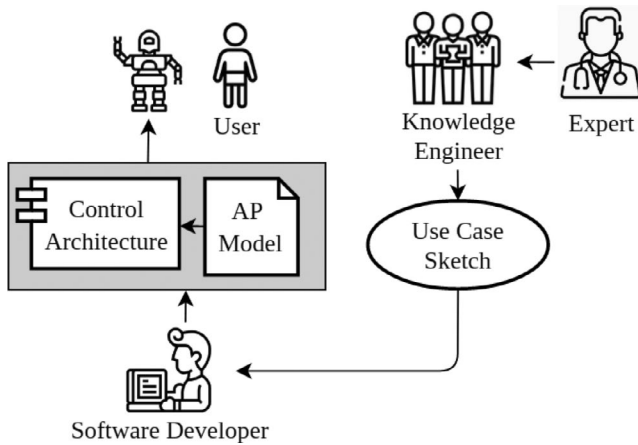 User
Knowledge
Engineer
Expert
Control
Architecture
AP
Model
Use Case
Sketch
Software Developer